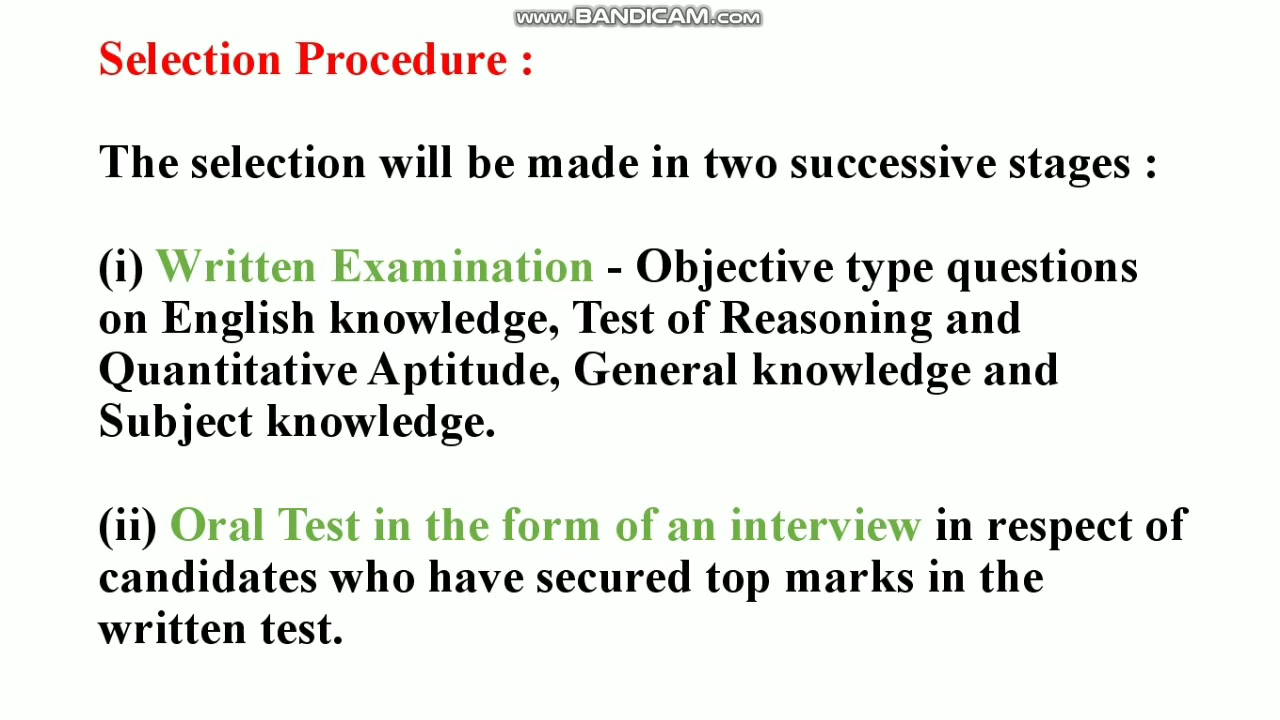 www.BANDICAM.com
Selection Procedure :
The selection will be made in two successive stages :
(i) Written Examination - Objective type questions
on English knowledge, Test of Reasoning and
Quantitative Aptitude, General knowledge and
Subject knowledge.
(ii) Oral Test in the form of an interview in respect of
candidates who have secured top marks in the
written test.